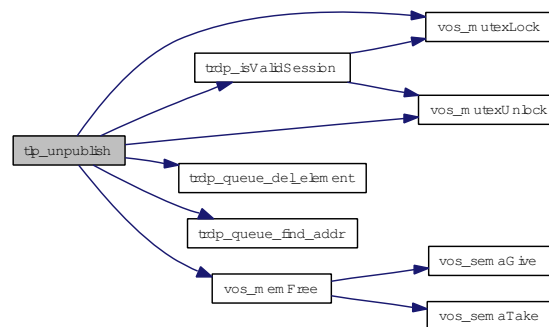 vos_mutexLock
trdp_isValidSession
vos_mutexUnlock
tlp_unpublish
trdp_queue_del_element
trdp_queue_find_addr
vos_semaGive
vos_memFree
vos_semaTake